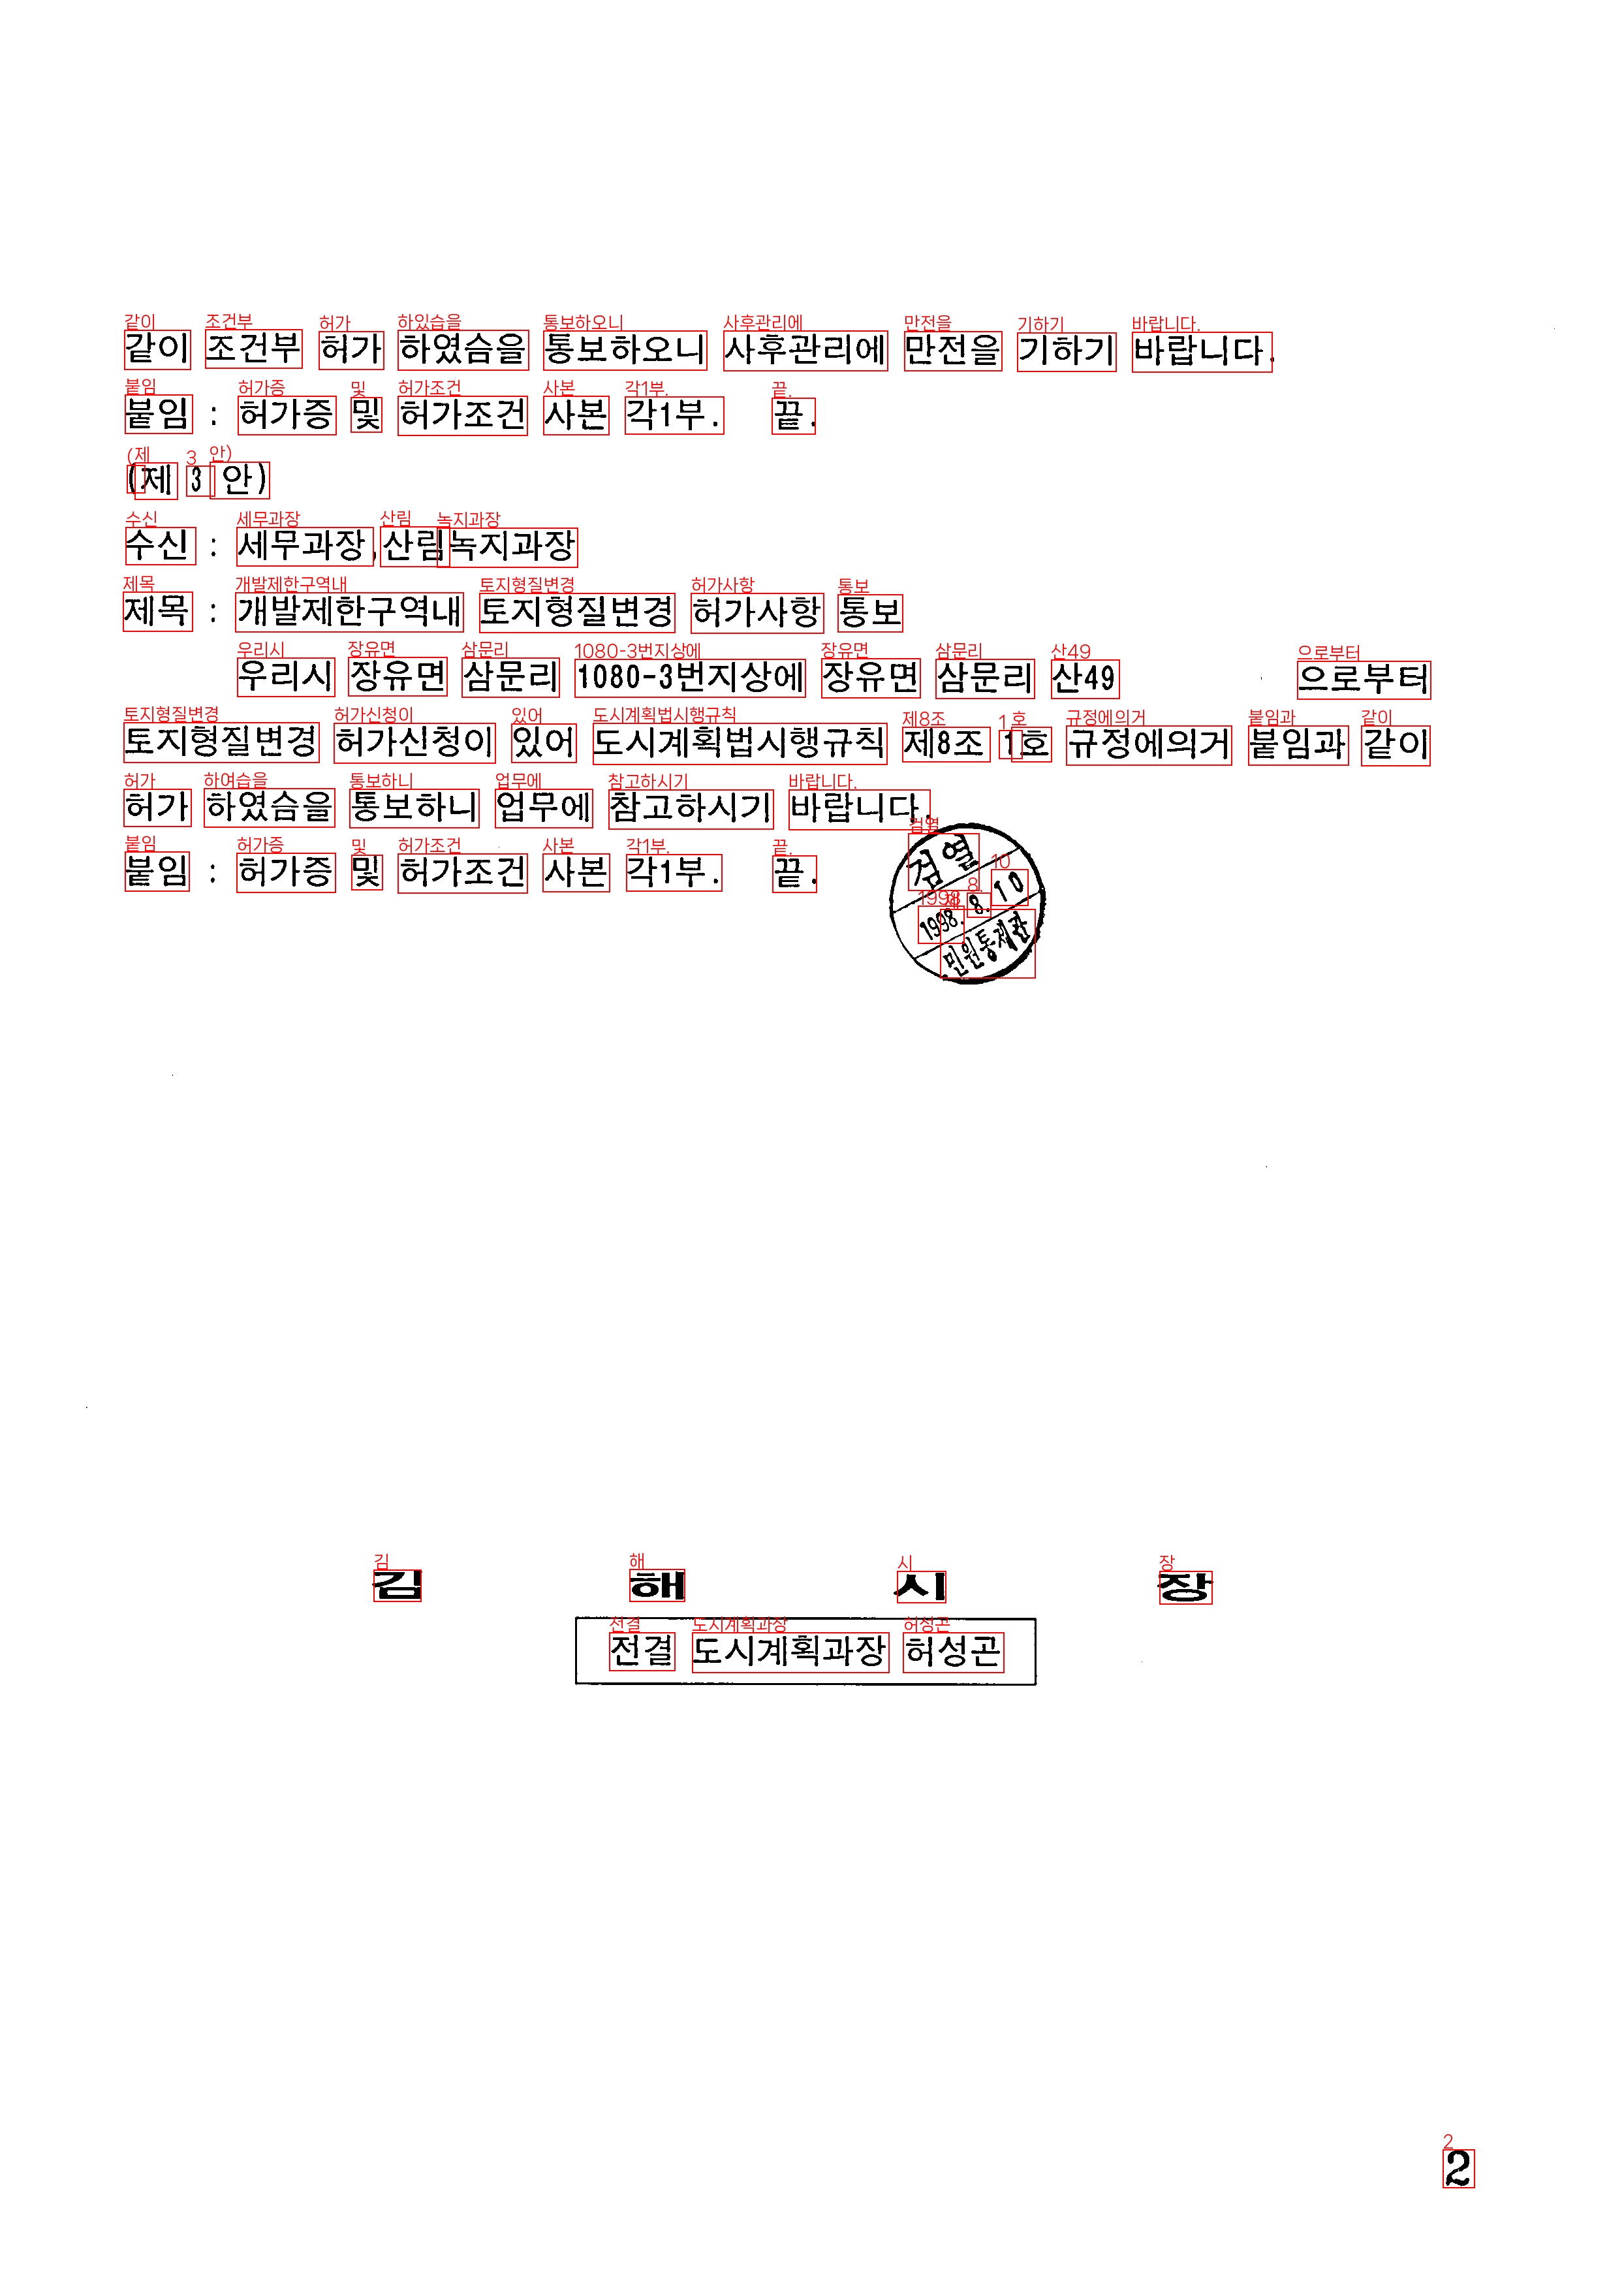 같이 조건부 허가 하였슴을 통보하오니 사후관리에 만전을 기하기 바랍니다.
붙임 : 허가증 및 허가조건 사본 각1부. 끝.
(제 3 안)
수신 : 세무과장,산림녹지과장
제목 : 개발제한구역내 토지형질변경 허가사항 통보
우리시 장유면 삼문리 1080-3번지상에 장유면 삼문리 산49 으로부터
토지형질변경 허가신청이 있어 도시계획법시행규칙 제8조 1호 규정에의거 붙임과 같이
허가 하였슴을 통보하니 업무에 참고하시기 바랍니다.
붙임 : 허가증 및 허가조건 사본 각1부. 끝.
검열
1998. 8. 10
민원통제관
김 해 시 장
전결 도시계획과장 허성곤
2